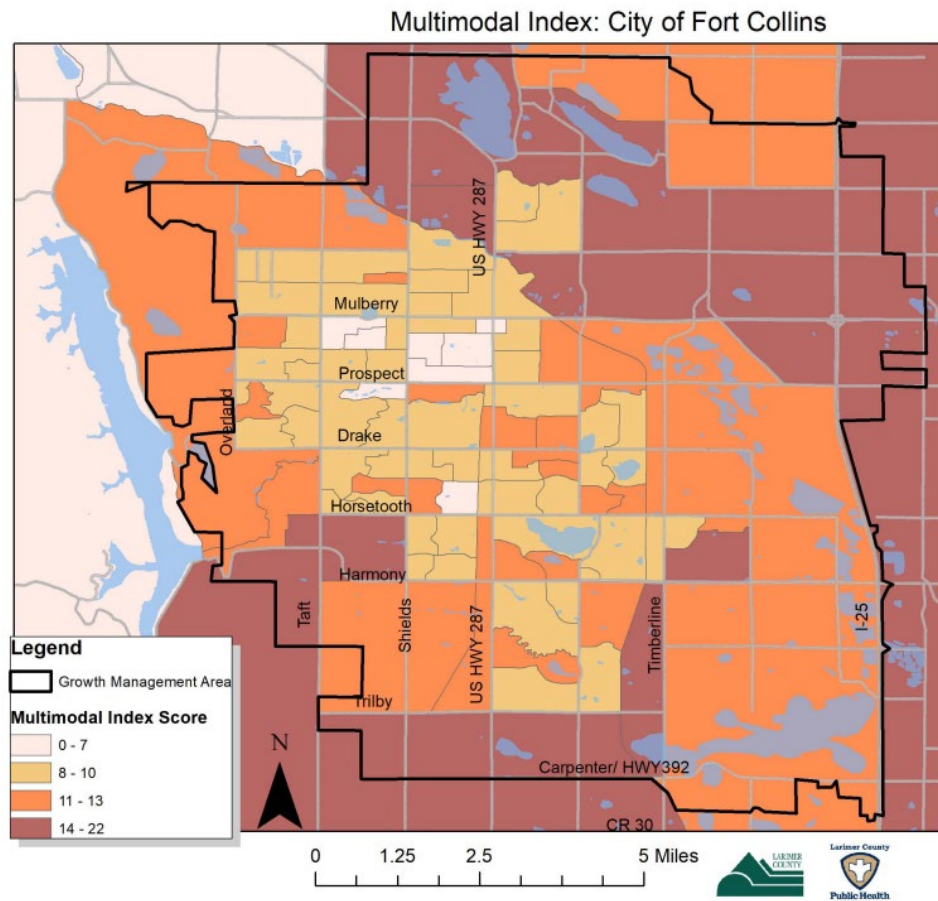 Multimodal Index: City of Fort Collins
US HWY 287
Mulberry
Prospect
Overland
Drake
Horsetooth
Harmony
Taft
Shields
US HWY 287
Timberline
I-25
Trilby
Carpenter/ HWY392
CR 30
Legend
Growth Management Area
Multimodal Index Score
0 - 7
8 - 10
11 - 13
14 - 22
N
0 1.25 2.5 5 Miles
LARIMER
COUNTY
Larimer County
Public Health